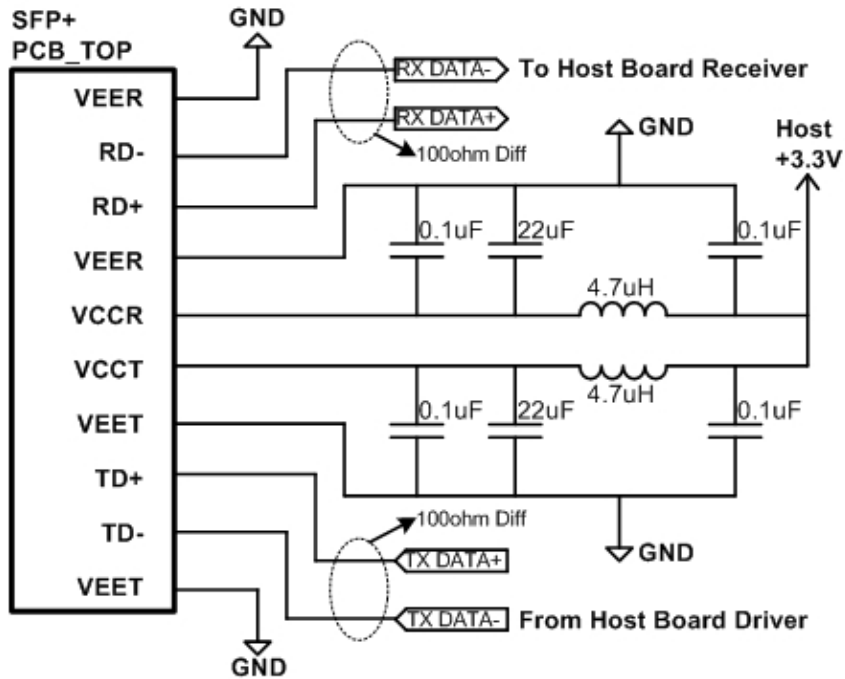 SFP+
PCB_TOP
GND
VEER
RD-
RD+
VEER
VCCR
VCCT
VEET
TD+
TD-
VEET
GND
RX DATA- To Host Board Receiver
RX DATA+
100ohm Diff
GND
Host
+3.3V
0.1uF 22uF 0.1uF
4.7uH
4.7uH
0.1uF 22uF 0.1uF
100ohm Diff
GND
TX DATA+
TX DATA- From Host Board Driver